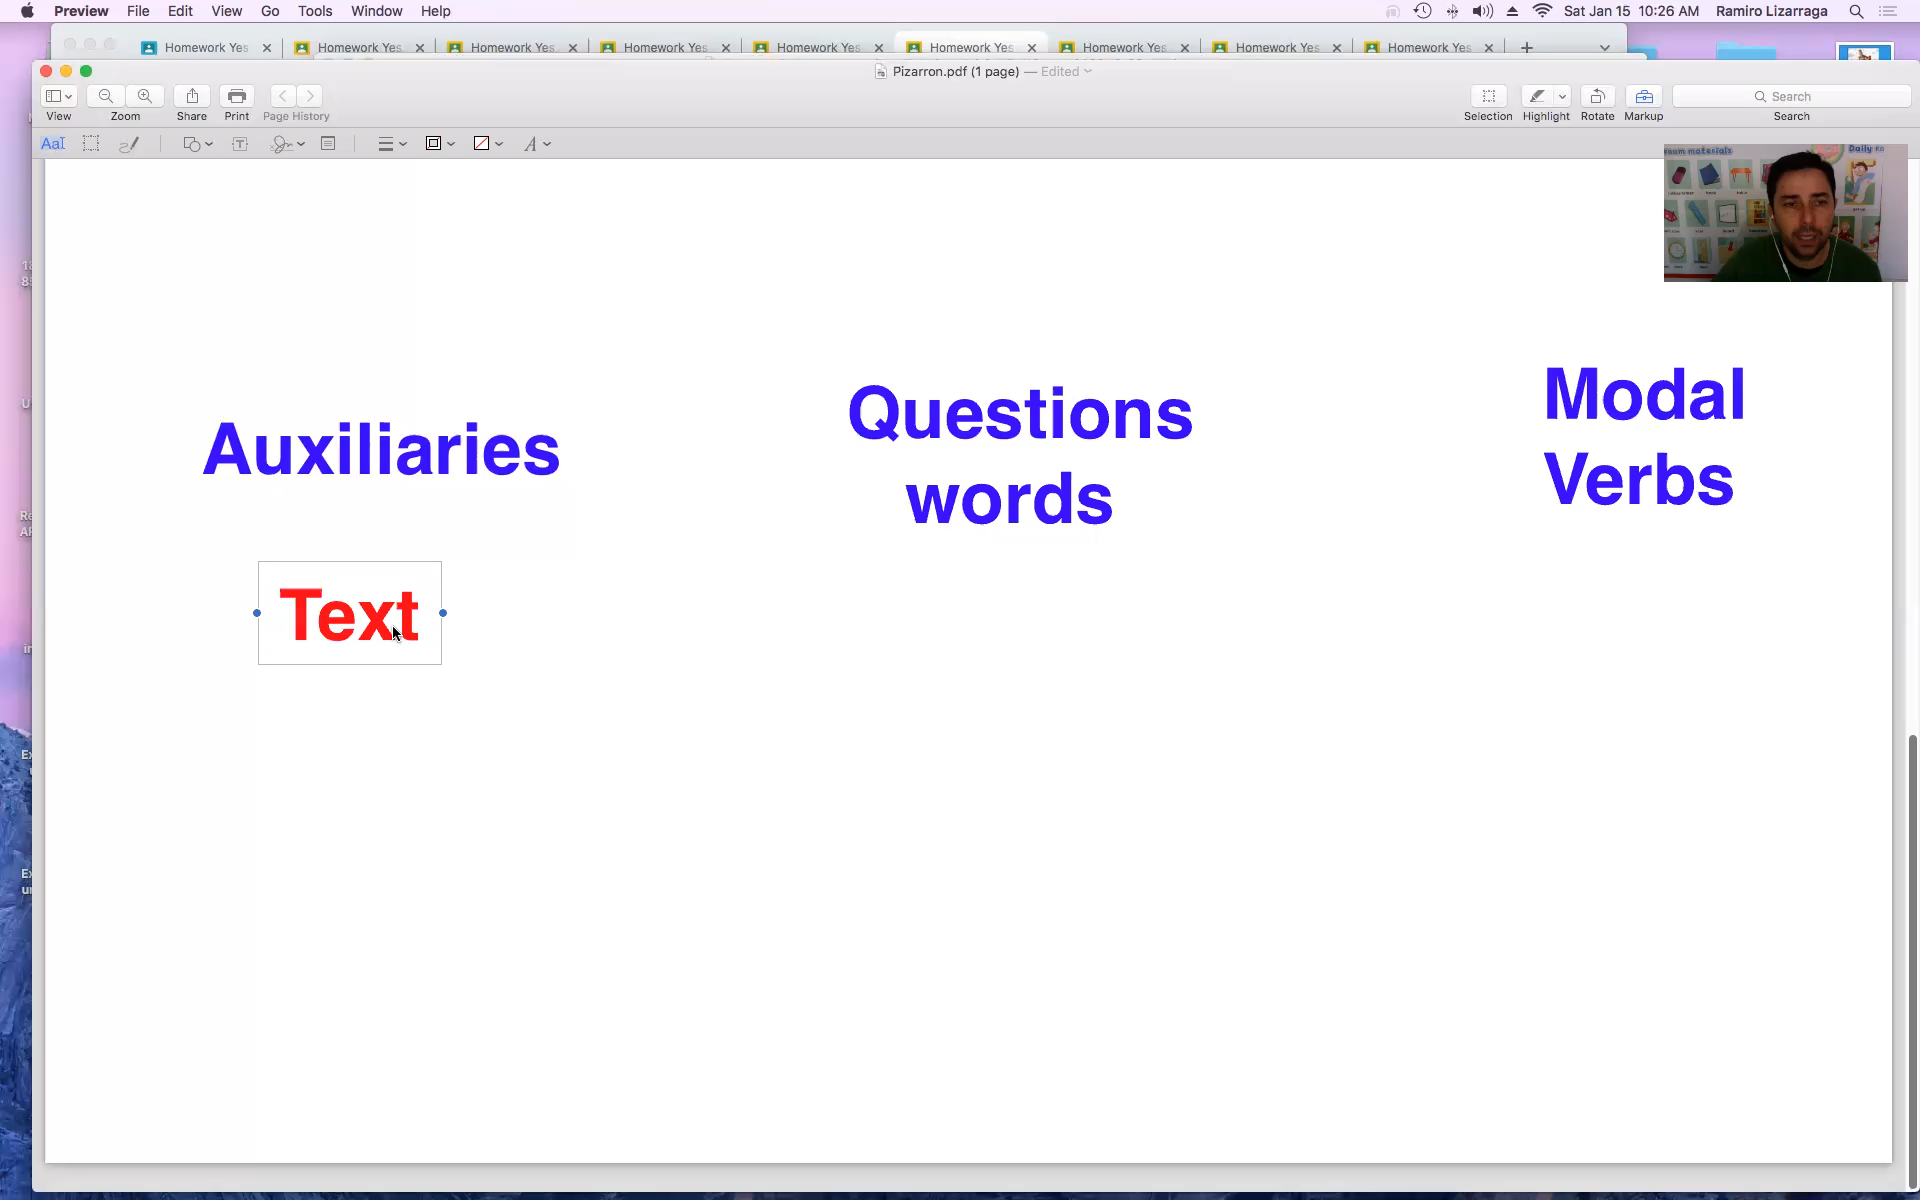 Preview File Edit View Go Tools Window Help Sat Jan 15 10:26 AM Ramiro Lizarraga
Homework Yes Homework Yes Homework Yes Homework Yes Homework Yes Homework Yes Homework Yes Homework Yes Homework Yes
Pizarron.pdf (1 page) — Edited
View Zoom Share Print Page History Selection Highlight Rotate Markup Search
Search
AaI T A
Daily
Auxiliaries
Questions
words
Modal
Verbs
Text